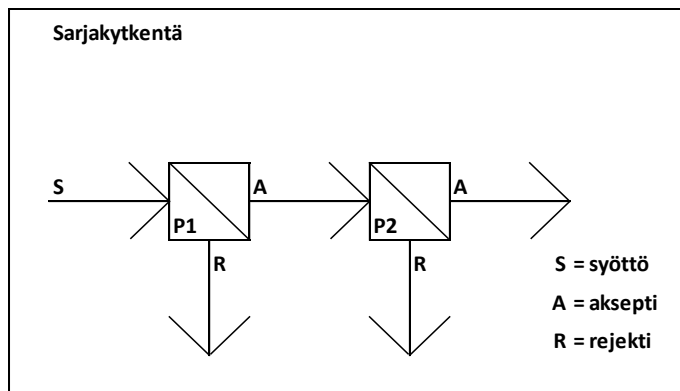 Sarjakytkentä
S
A
A
P1
P2
R
R
S = syöttö
A = aksepti
R = rejekti